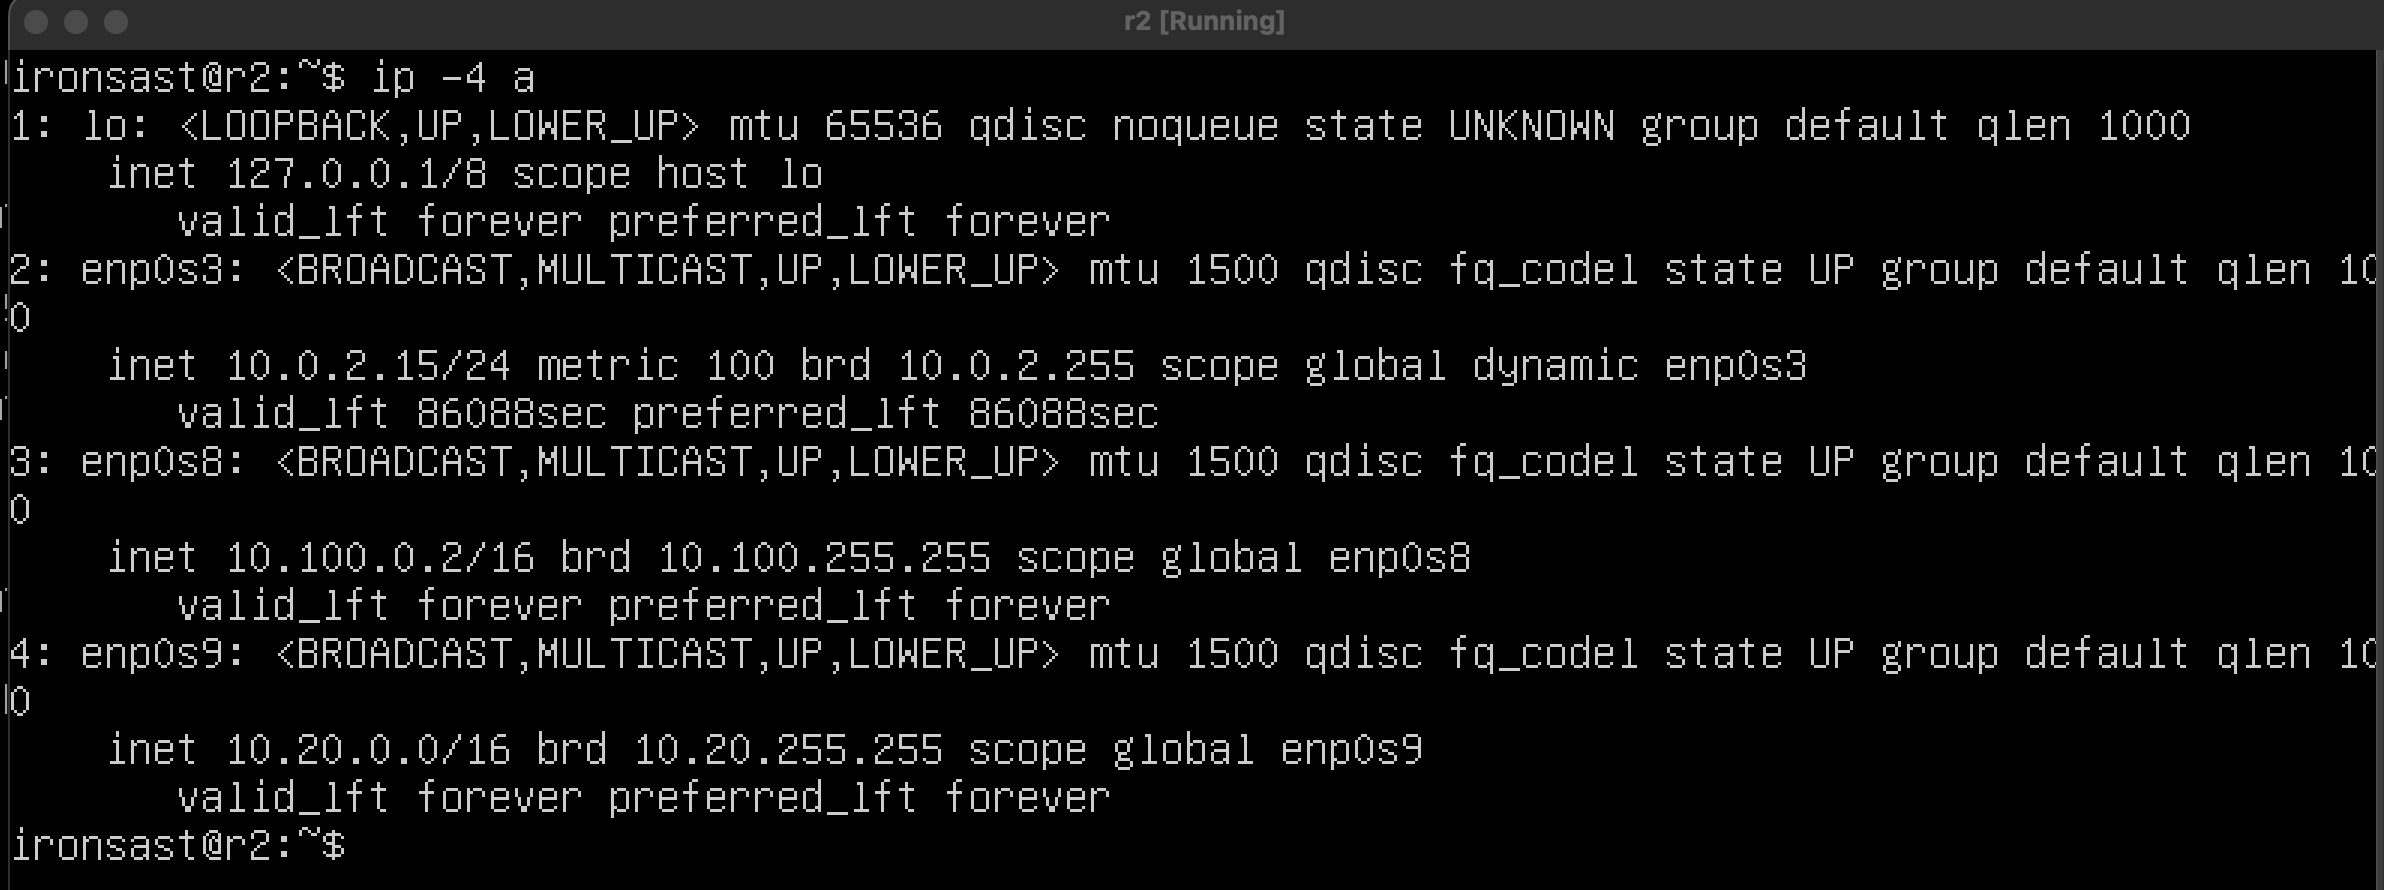 r2 [Running]
ironsast@r2:~$ ip -4 a
1: lo: <LOOPBACK,UP,LOWER_UP> mtu 65536 qdisc noqueue state UNKNOWN group default qlen 1000
    inet 127.0.0.1/8 scope host lo
       valid_lft forever preferred_lft forever
2: enp0s3: <BROADCAST,MULTICAST,UP,LOWER_UP> mtu 1500 qdisc fq_codel state UP group default qlen 10
0
    inet 10.0.2.15/24 metric 100 brd 10.0.2.255 scope global dynamic enp0s3
       valid_lft 86088sec preferred_lft 86088sec
3: enp0s8: <BROADCAST,MULTICAST,UP,LOWER_UP> mtu 1500 qdisc fq_codel state UP group default qlen 10
0
    inet 10.100.0.2/16 brd 10.100.255.255 scope global enp0s8
       valid_lft forever preferred_lft forever
4: enp0s9: <BROADCAST,MULTICAST,UP,LOWER_UP> mtu 1500 qdisc fq_codel state UP group default qlen 10
0
    inet 10.20.0.0/16 brd 10.20.255.255 scope global enp0s9
       valid_lft forever preferred_lft forever
ironsast@r2:~$